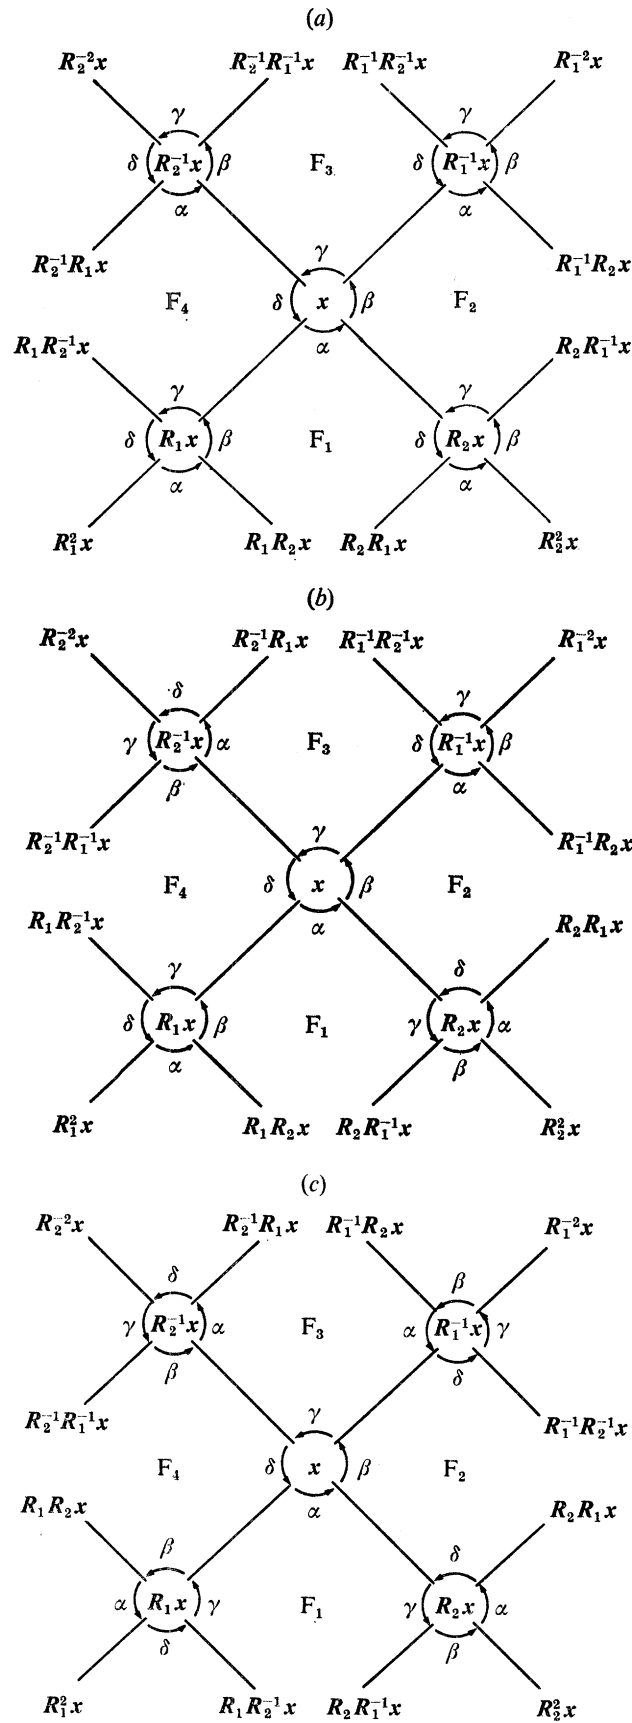 (a)
R₂⁻²x R₂⁻¹R₁⁻¹x R₁⁻¹R₂⁻¹x R₁⁻²x
γ γ
δ R₂⁻¹x β F₃ δ R₁⁻¹x β
α α
R₂⁻¹R₁x γ R₁⁻¹R₂x
F₄ δ x β F₂
R₁R₂⁻¹x α R₂R₁⁻¹x
γ γ
δ R₁x β F₁ δ R₂x β
α α
R₁²x R₁R₂x R₂R₁x R₂²x
(b)
R₂⁻²x R₂⁻¹R₁x R₁⁻¹R₂⁻¹x R₁⁻²x
δ γ
γ R₂⁻¹x α F₃ δ R₁⁻¹x β
β α
R₂⁻¹R₁⁻¹x γ R₁⁻¹R₂x
F₄ δ x β F₂
R₁R₂⁻¹x α R₂R₁x
γ δ
δ R₁x β F₁ γ R₂x α
α β
R₁²x R₁R₂x R₂R₁⁻¹x R₂²x
(c)
R₂⁻²x R₂⁻¹R₁x R₁⁻¹R₂x R₁⁻²x
δ β
γ R₂⁻¹x α F₃ α R₁⁻¹x γ
β δ
R₂⁻¹R₁⁻¹x γ R₁⁻¹R₂⁻¹x
F₄ δ x β F₂
R₁R₂x α R₂R₁x
β δ
α R₁x γ F₁ γ R₂x α
δ β
R₁²x R₁R₂⁻¹x R₂R₁⁻¹x R₂²x